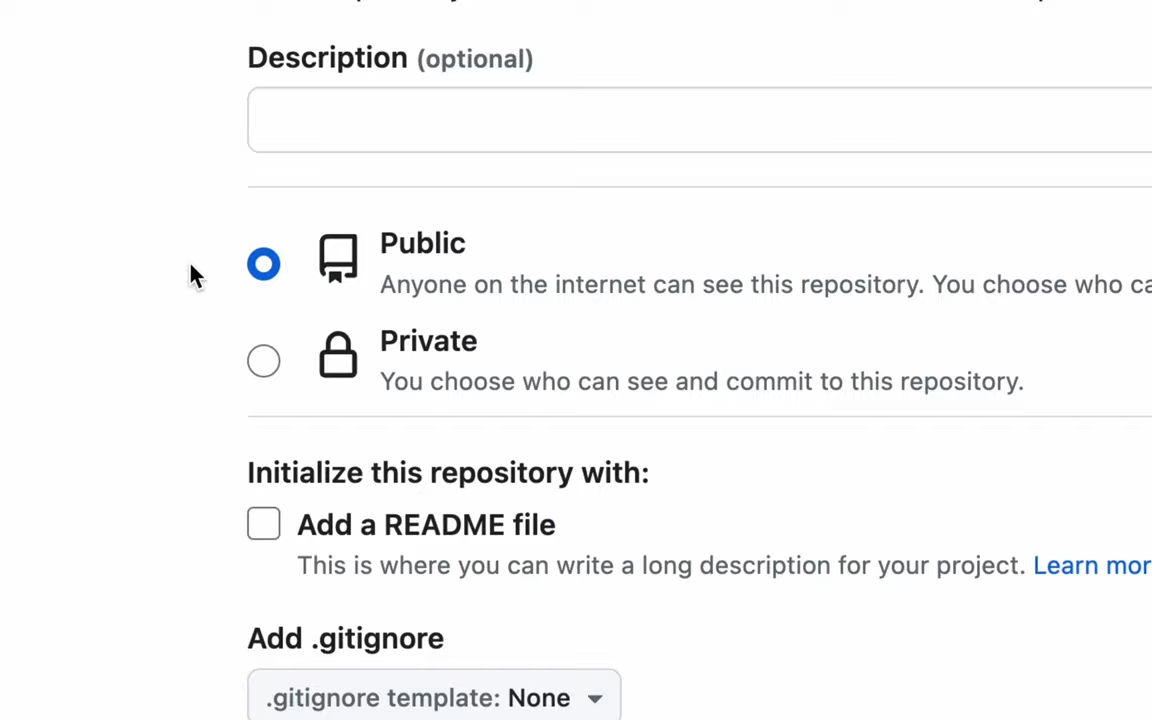 Description (optional)
Public
Anyone on the internet can see this repository. You choose who
Private
You choose who can see and commit to this repository.
Initialize this repository with:
Add a README file
This is where you can write a long description for your project. Learn mor
Add .gitignore
.gitignore template: None